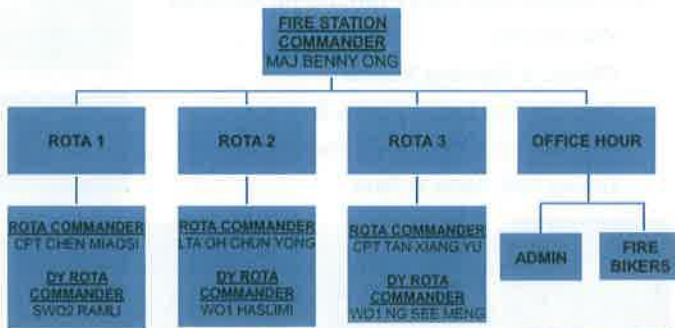 FIRE STATION
COMMANDER
MAJ BENNY ONG
ROTA 1
ROTA 2
ROTA 3
OFFICE HOUR
ROTA COMMANDER
CPT CHEN MIAOSI
DY ROTA
COMMANDER
SWO2 RAMLI
ROTA COMMANDER
LTA OH CHUN YONG
DY ROTA
COMMANDER
WO1 HASLIMI
ROTA COMMANDER
CPT TAN XIANG YU
DY ROTA
COMMANDER
WO1 NG SEE MENG
ADMIN
FIRE
BIKERS